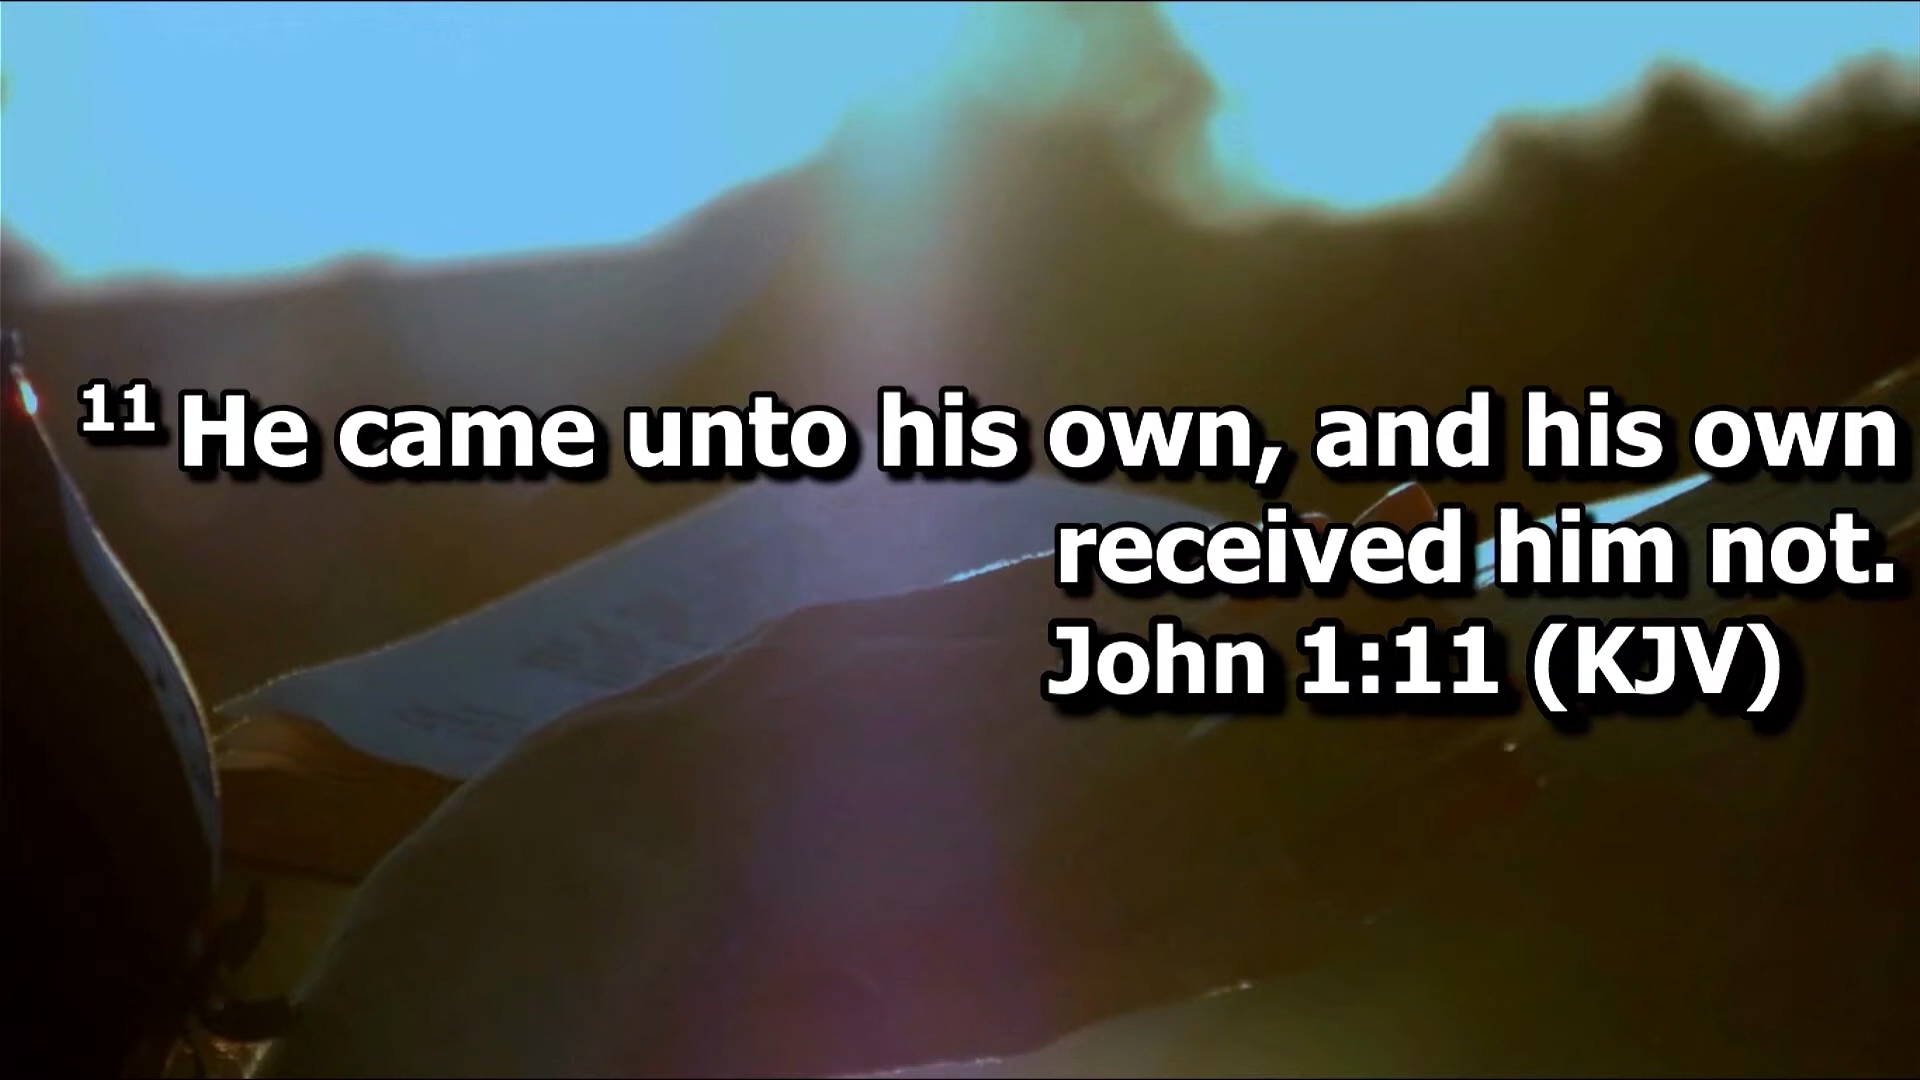 11 He came unto his own, and his own
received him not.
John 1:11 (KJV)